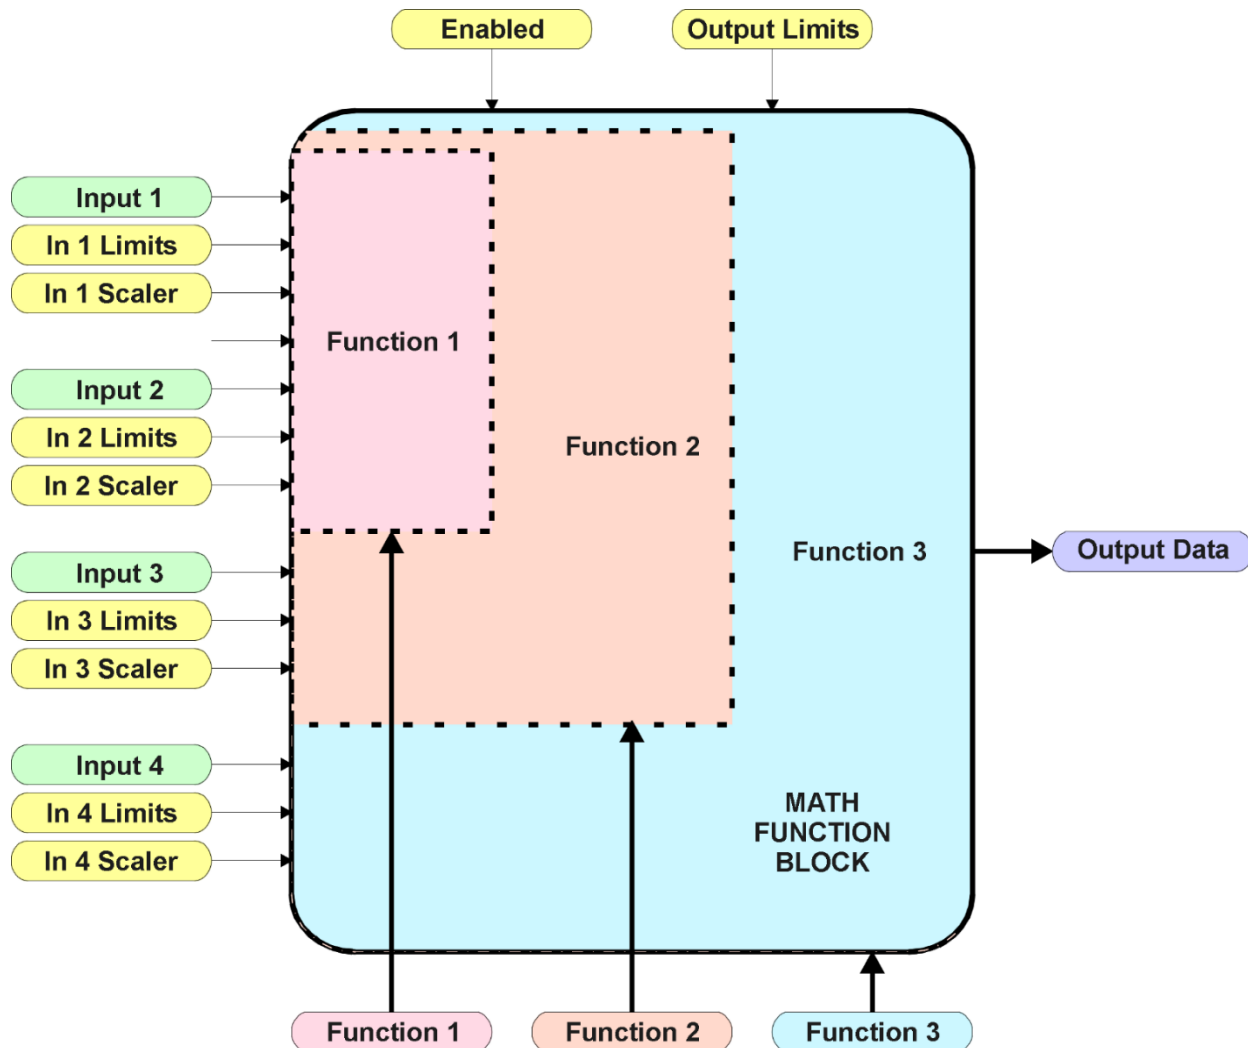 Enabled
Output Limits
Input 1
In 1 Limits
In 1 Scaler
Function 1
Input 2
In 2 Limits
Function 2
In 2 Scaler
Function 3
Output Data
Input 3
In 3 Limits
In 3 Scaler
Input 4
In 4 Limits
In 4 Scaler
MATH
FUNCTION
BLOCK
Function 1
Function 2
Function 3